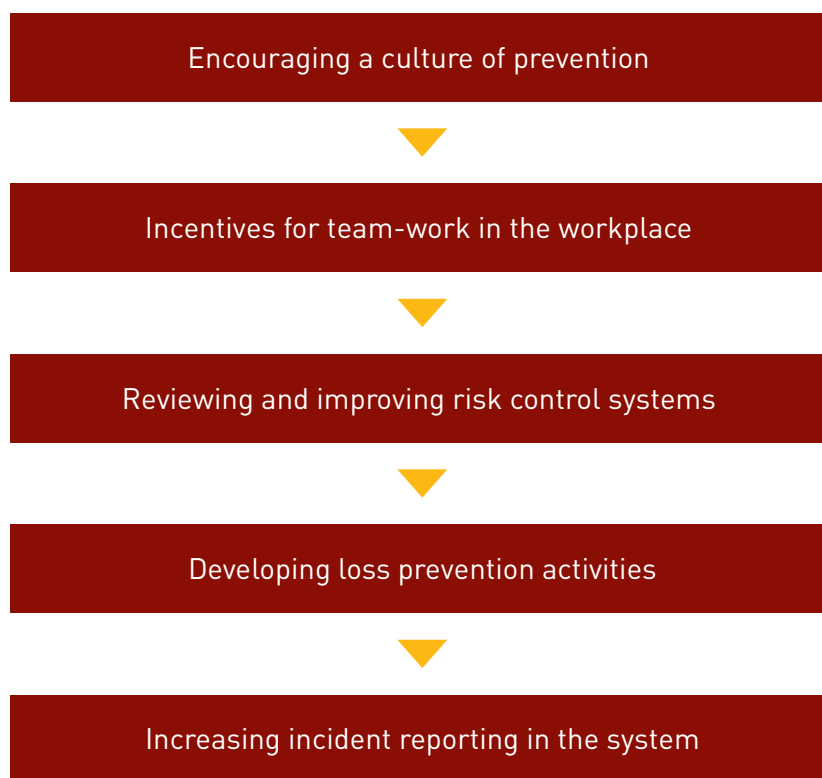 Encouraging a culture of prevention
Incentives for team-work in the workplace
Reviewing and improving risk control systems
Developing loss prevention activities
Increasing incident reporting in the system